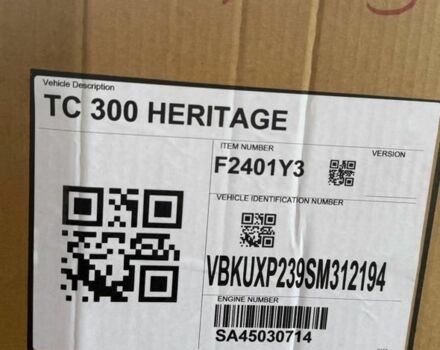 Vehicle Description
TC 300 HERITAGE
ITEM NUMBER VERSION
F2401Y3
VEHICLE IDENTIFICATION NUMBER
VBKUXP239SM312194
ENGINE NUMBER
SA45030714